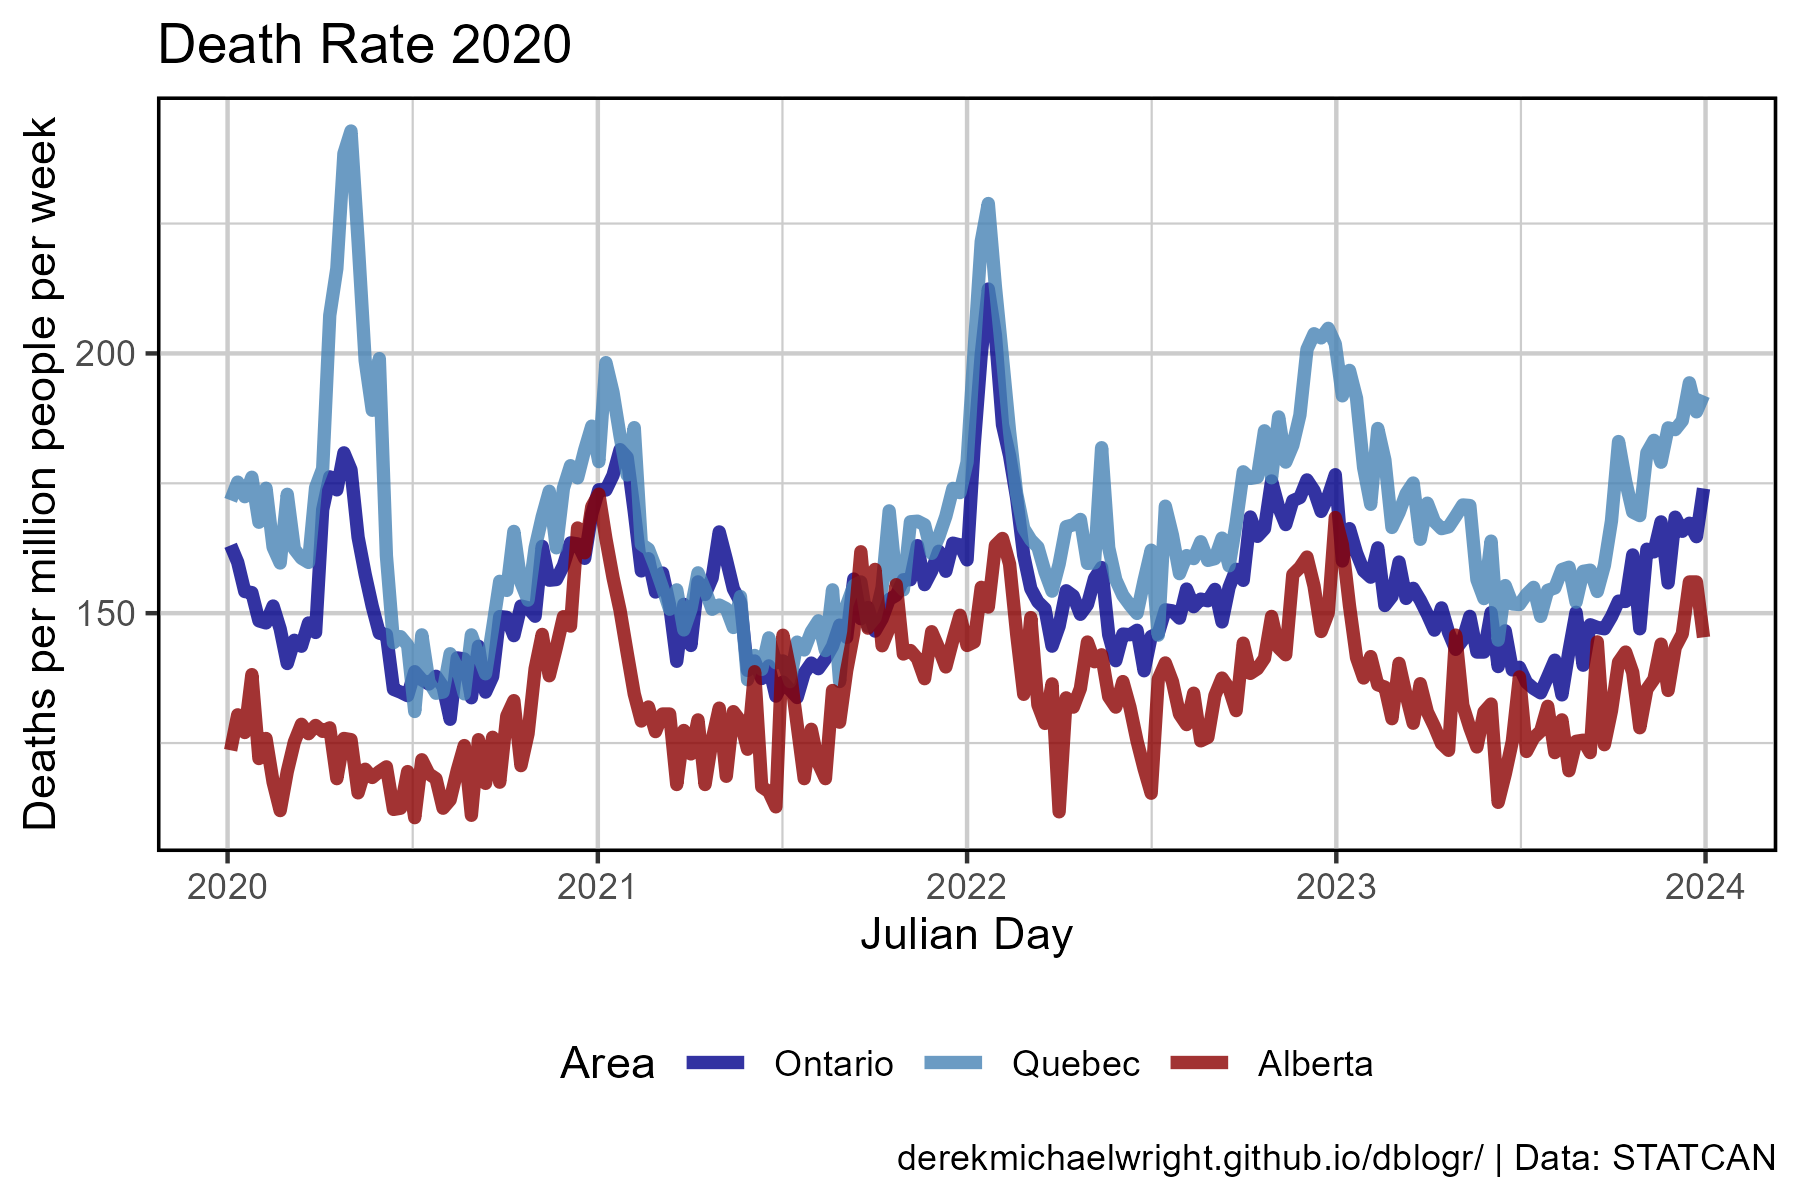 Death Rate 2020
Deaths per million people per week
200
150
2020 2021 2022 2023 2024
Julian Day
Area Ontario Quebec Alberta
derekmichaelwright.github.io/dblogr/ | Data: STATCAN